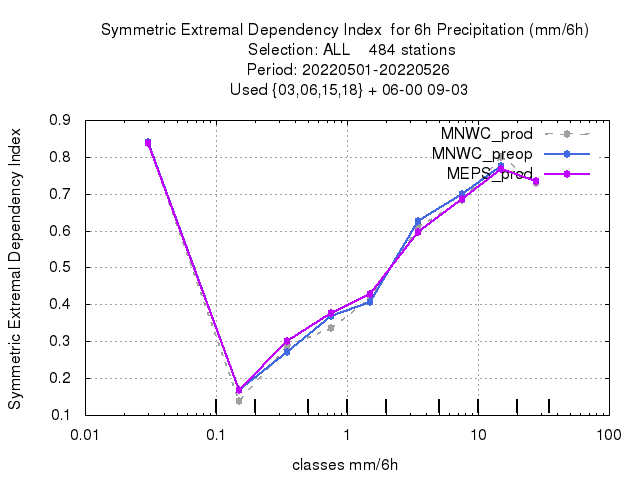 Symmetric Extremal Dependency Index  for 6h Precipitation (mm/6h)
Selection: ALL    484 stations
Period: 20220501-20220526
Used {03,06,15,18} + 06-00 09-03
Symmetric Extremal Dependency Index
0.9
0.8
0.7
0.6
0.5
0.4
0.3
0.2
0.1
MNWC_prod
MNWC_preop
MEPS_prod
0.01 0.1 1 10 100
classes mm/6h